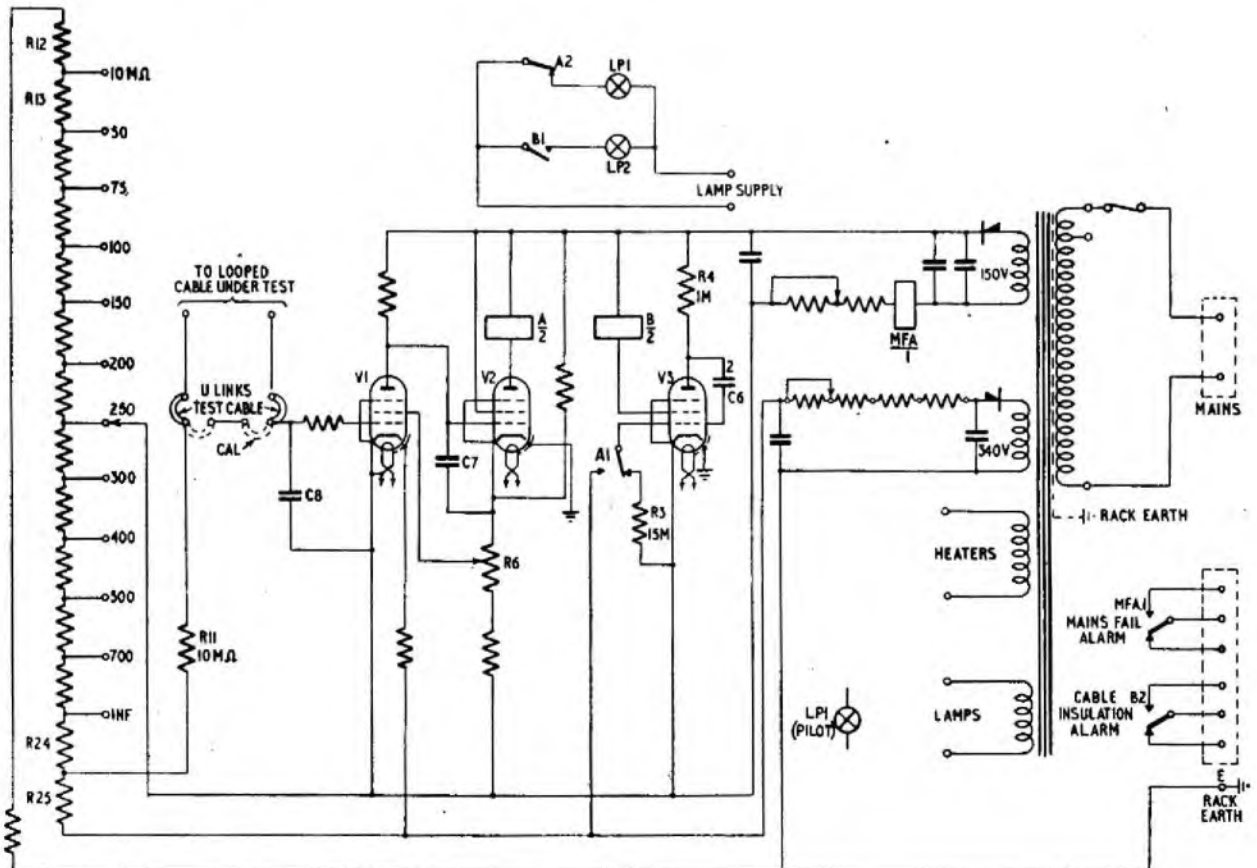 R12
10MΩ
R13
50
75
100
150
200
250
300
400
500
700
INF
R24
R25
TO LOOPED
CABLE UNDER TEST
U LINKS
TEST CABLE
CAL
R11
10MΩ
C8
A2
LP1
B1
LP2
LAMP SUPPLY
V1
C7
A/2
V2
R6
B/2
A1
R3
15M
R4
1M
V3
2
C6
MFA/1
150V
340V
MAINS
RACK EARTH
HEATERS
LAMPS
LP1
(PILOT)
MFA.1
MAINS FAIL
ALARM
CABLE B2
INSULATION
ALARM
E
RACK
EARTH